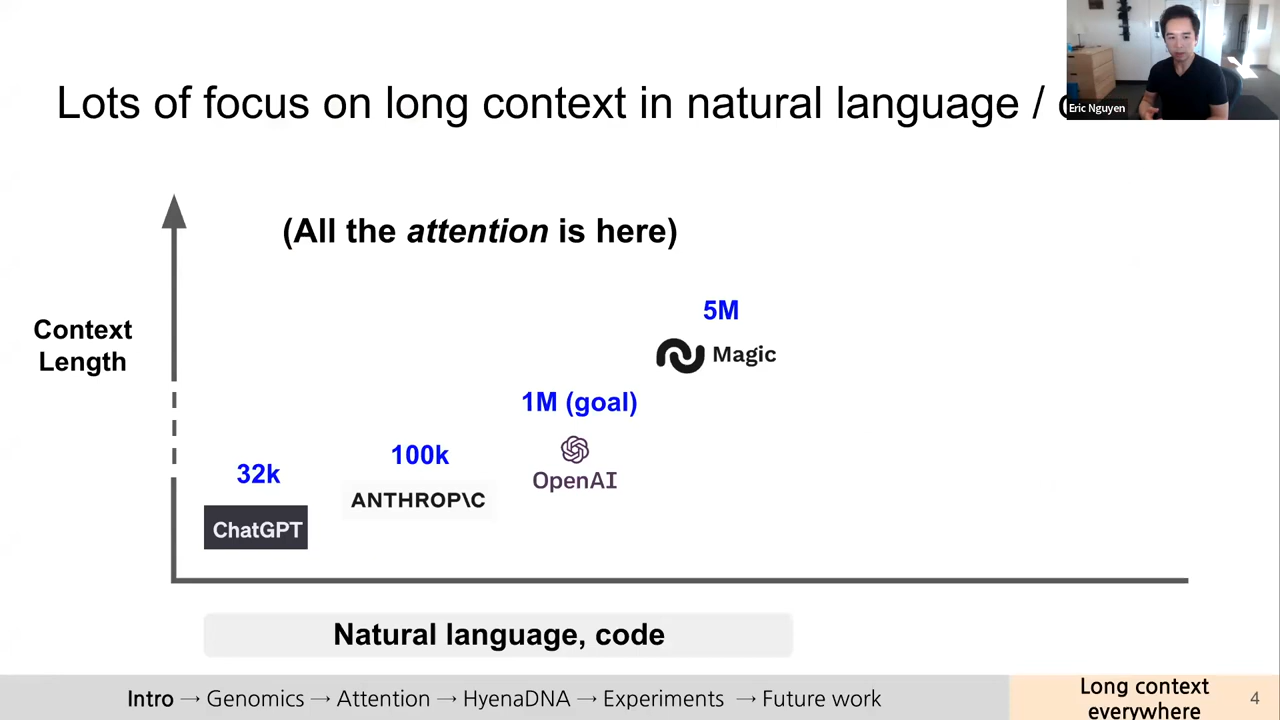 Lots of focus on long context in natural language /
Eric Nguyen
(All the attention is here)
Context
Length
5M
Magic
1M (goal)
OpenAI
100k
ANTHROP\C
32k
ChatGPT
Natural language, code
Intro → Genomics → Attention → HyenaDNA → Experiments → Future work
Long context
everywhere
4